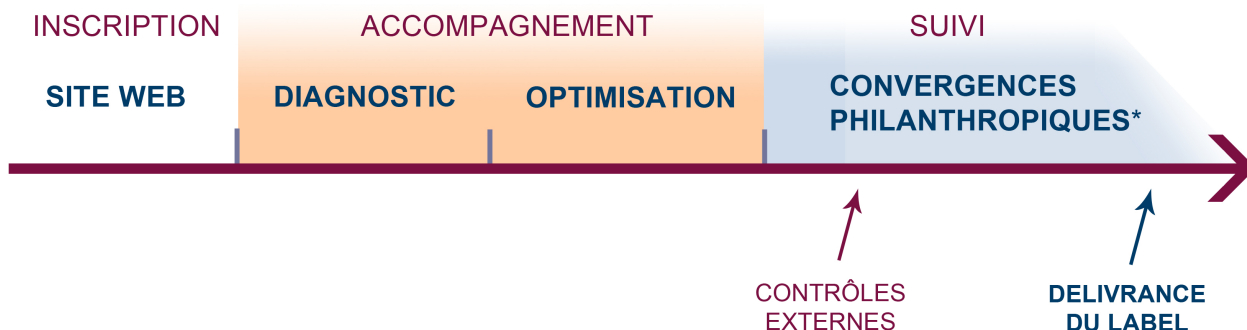 INSCRIPTION
ACCOMPAGNEMENT
SUIVI
SITE WEB
DIAGNOSTIC
OPTIMISATION
CONVERGENCES
PHILANTHROPIQUES*
CONTRÔLES
EXTERNES
DELIVRANCE
DU LABEL